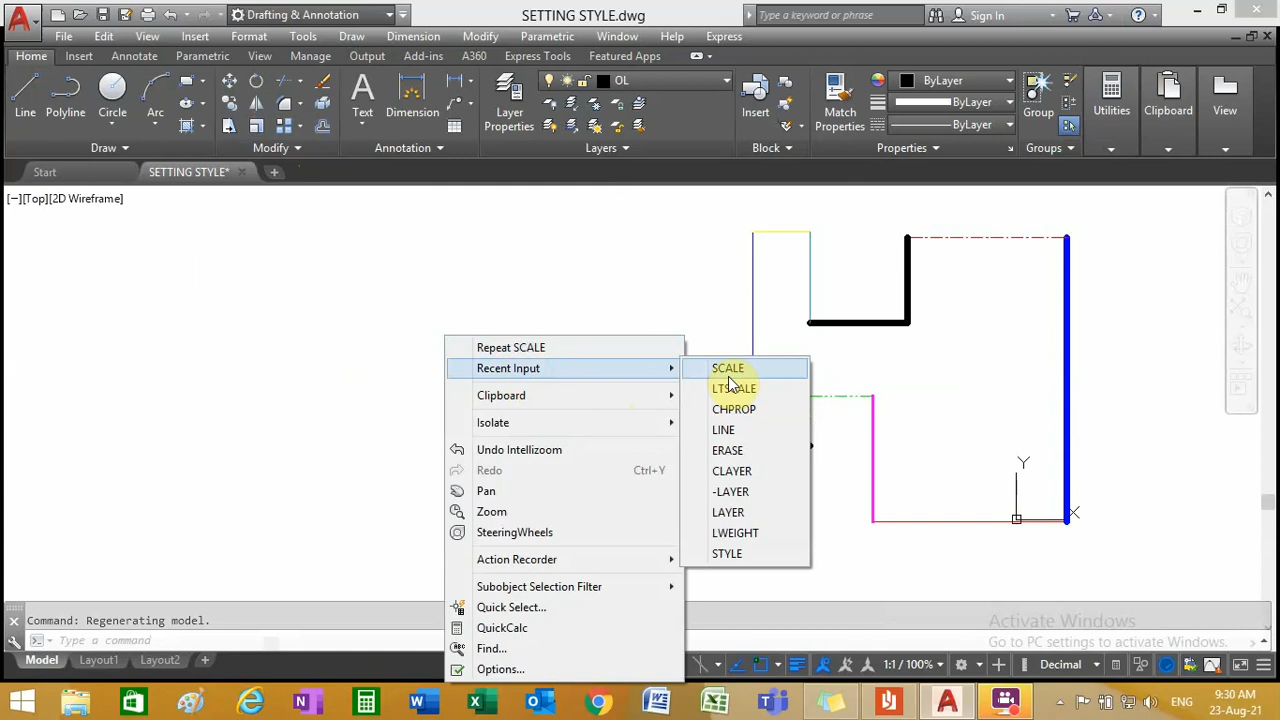 Drafting & Annotation
SETTING STYLE.dwg
Type a keyword or phrase
Sign In
File Edit View Insert Format Tools Draw Dimension Modify Parametric Window Help Express
Home Insert Annotate Parametric View Manage Output Add-ins A360 Express Tools Featured Apps
OL
ByLayer
ByLayer
ByLayer
Line Polyline Circle Arc Text Dimension Layer Properties Insert Match Properties Group Utilities Clipboard View
Draw Modify Annotation Layers Block Properties Groups
Start SETTING STYLE*
[−][Top][2D Wireframe]
Repeat SCALE
Recent Input
Clipboard
Isolate
Undo Intellizoom
Redo Ctrl+Y
Pan
Zoom
SteeringWheels
Action Recorder
Subobject Selection Filter
Quick Select...
QuickCalc
Find...
Options...
SCALE
LTSCALE
CHPROP
LINE
ERASE
CLAYER
-LAYER
LAYER
LWEIGHT
STYLE
Y
X
Command: Regenerating model.
Type a command
Activate Windows
Go to PC settings to activate Windows.
Model Layout1 Layout2
1:1 / 100% Decimal
ENG
9:30 AM
23-Aug-21